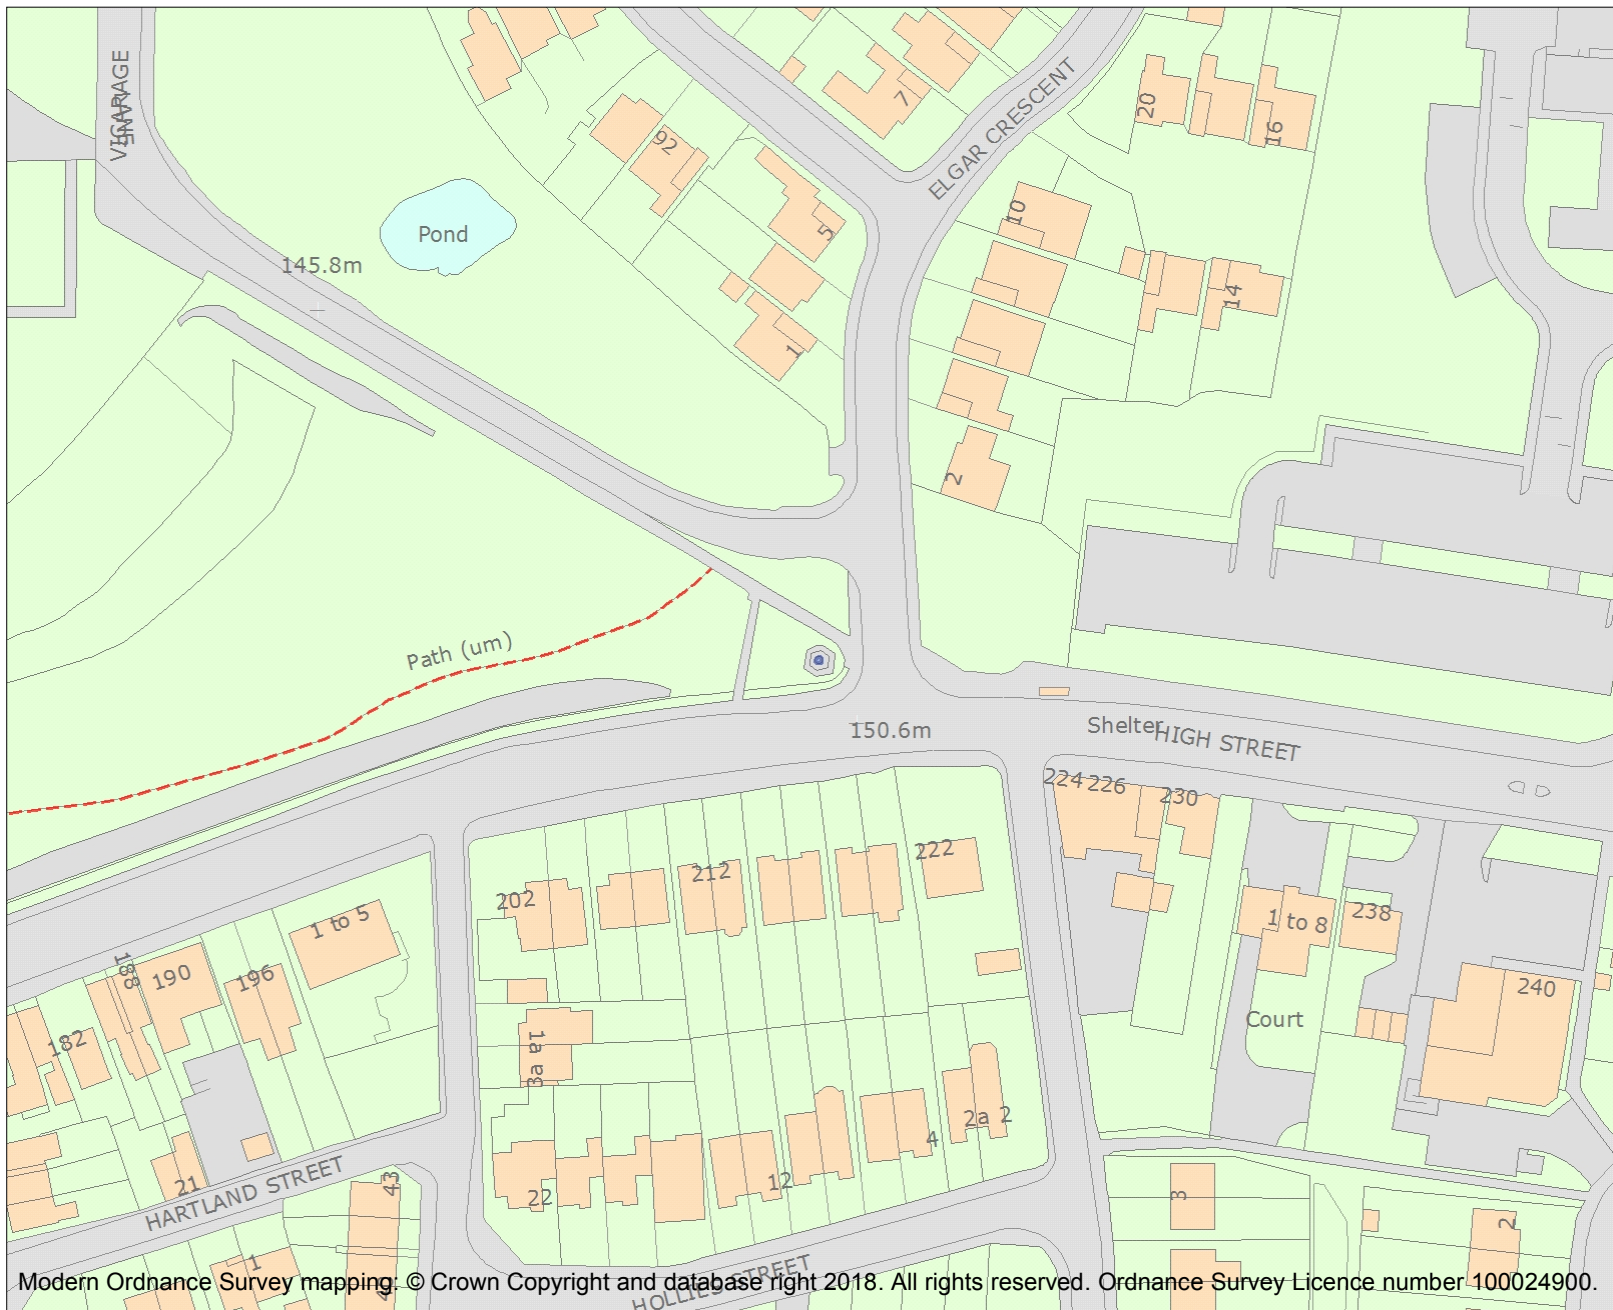 VICARAGE
LANE
ELGAR CRESCENT
20
16
7
92
10
5
Pond
145.8m
14
1
2
Path (um)
150.6m
Shelter
HIGH STREET
224
226
230
222
212
202
1 to 5
1 to 8
238
188
190
196
182
240
Court
1a
3a
2a
2
4
12
22
21
43
3
2
HARTLAND STREET
1
HOLLIES STREET
Modern Ordnance Survey mapping: © Crown Copyright and database right 2018. All rights reserved. Ordnance Survey Licence number 100024900.